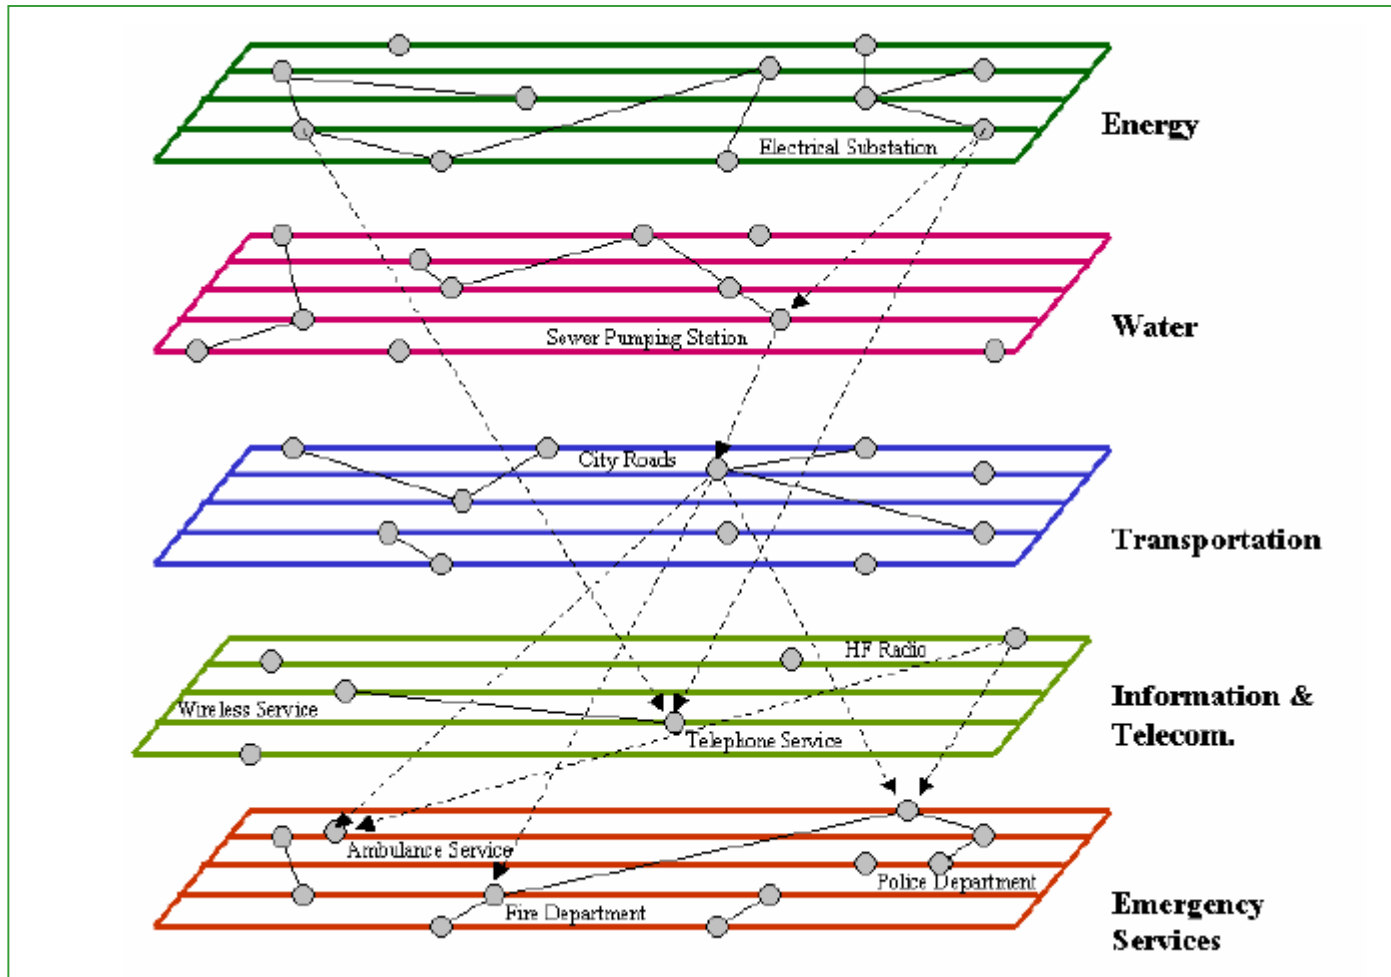 Energy
Electrical Substation
Water
Sewer Pumping Station
City Roads
Transportation
HF Radio
Information &
Telecom.
Wireless Service
Telephone Service
Ambulance Service
Police Department
Fire Department
Emergency
Services